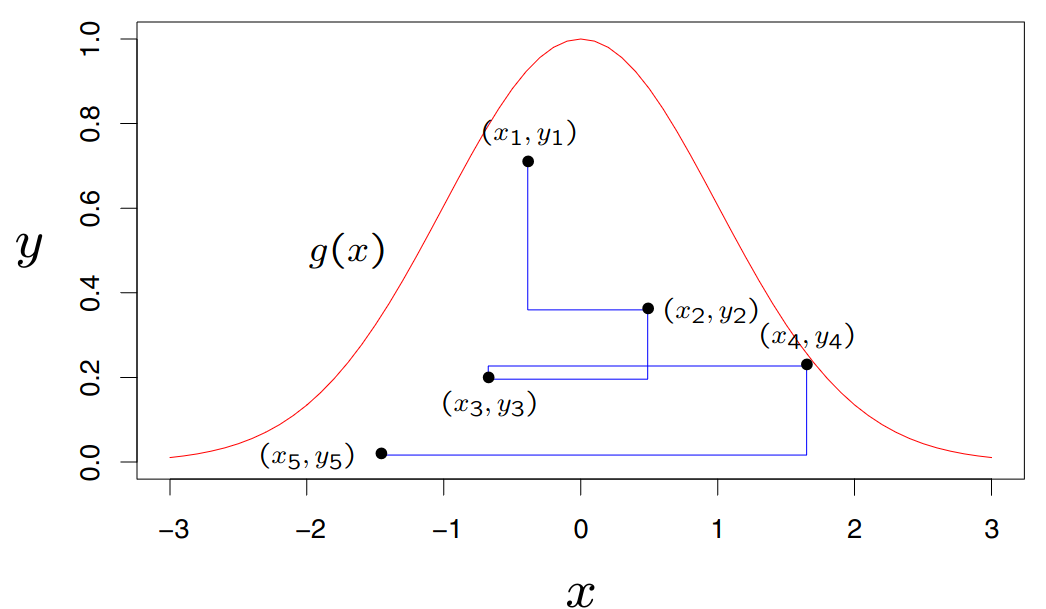 1.0
0.8
(x₁, y₁)
0.6
y
g(x)
0.4
(x₂, y₂)
(x₄, y₄)
0.2
(x₃, y₃)
(x₅, y₅)
0.0
−3 −2 −1 0 1 2 3
x